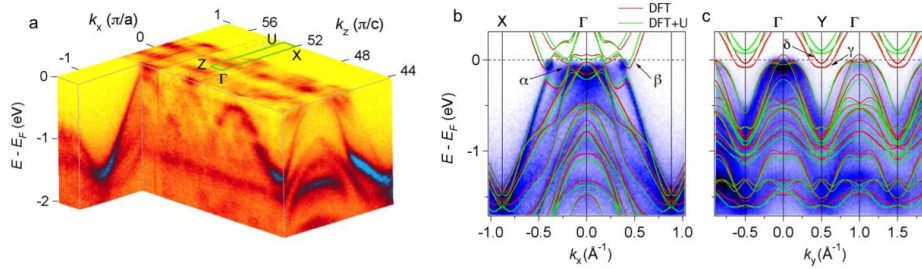 a
k_x (π/a)
-1
0
1
56
52
48
44
k_z (π/c)
U
X
Z
Γ
E - E_F (eV)
0
-1
-2
b
X
Γ
DFT
DFT+U
α
β
E - E_F (eV)
0
-1
-1.0
-0.5
0.0
0.5
1.0
k_x(Å⁻¹)
c
Γ
Y
Γ
δ
γ
-0.5
0.0
0.5
1.0
1.5
k_y(Å⁻¹)